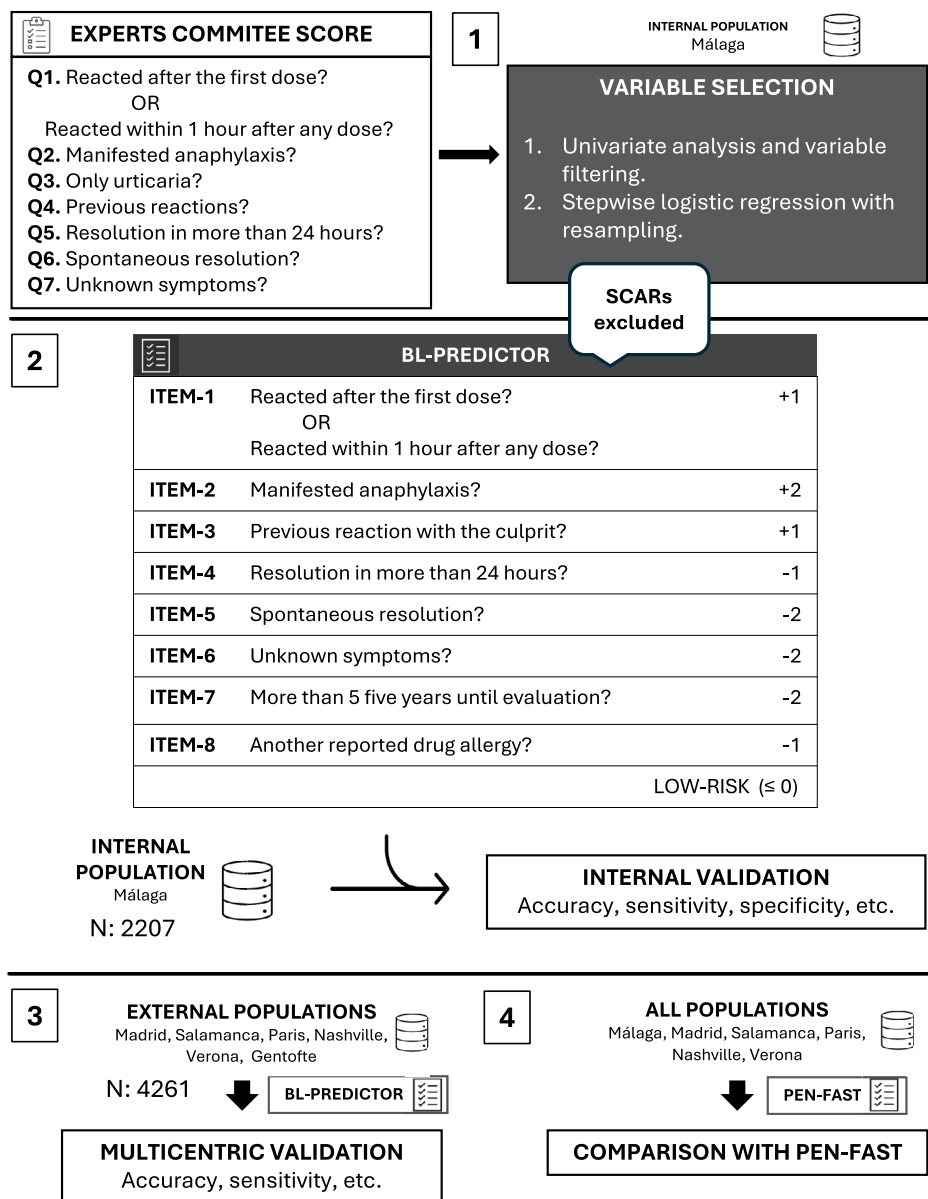 EXPERTS COMMITEE SCORE
Q1. Reacted after the first dose?
OR
Reacted within 1 hour after any dose?
Q2. Manifested anaphylaxis?
Q3. Only urticaria?
Q4. Previous reactions?
Q5. Resolution in more than 24 hours?
Q6. Spontaneous resolution?
Q7. Unknown symptoms?
1
INTERNAL POPULATION
Málaga
VARIABLE SELECTION
1. Univariate analysis and variable
filtering.
2. Stepwise logistic regression with
resampling.
SCARs
excluded
2
BL-PREDICTOR
ITEM-1 Reacted after the first dose? +1
OR
Reacted within 1 hour after any dose?
ITEM-2 Manifested anaphylaxis? +2
ITEM-3 Previous reaction with the culprit? +1
ITEM-4 Resolution in more than 24 hours? -1
ITEM-5 Spontaneous resolution? -2
ITEM-6 Unknown symptoms? -2
ITEM-7 More than 5 five years until evaluation? -2
ITEM-8 Another reported drug allergy? -1
LOW-RISK (≤ 0)
INTERNAL
POPULATION
Málaga
N: 2207
INTERNAL VALIDATION
Accuracy, sensitivity, specificity, etc.
3
EXTERNAL POPULATIONS
Madrid, Salamanca, Paris, Nashville,
Verona, Gentofte
N: 4261
BL-PREDICTOR
MULTICENTRIC VALIDATION
Accuracy, sensitivity, etc.
4
ALL POPULATIONS
Málaga, Madrid, Salamanca, Paris,
Nashville, Verona
PEN-FAST
COMPARISON WITH PEN-FAST